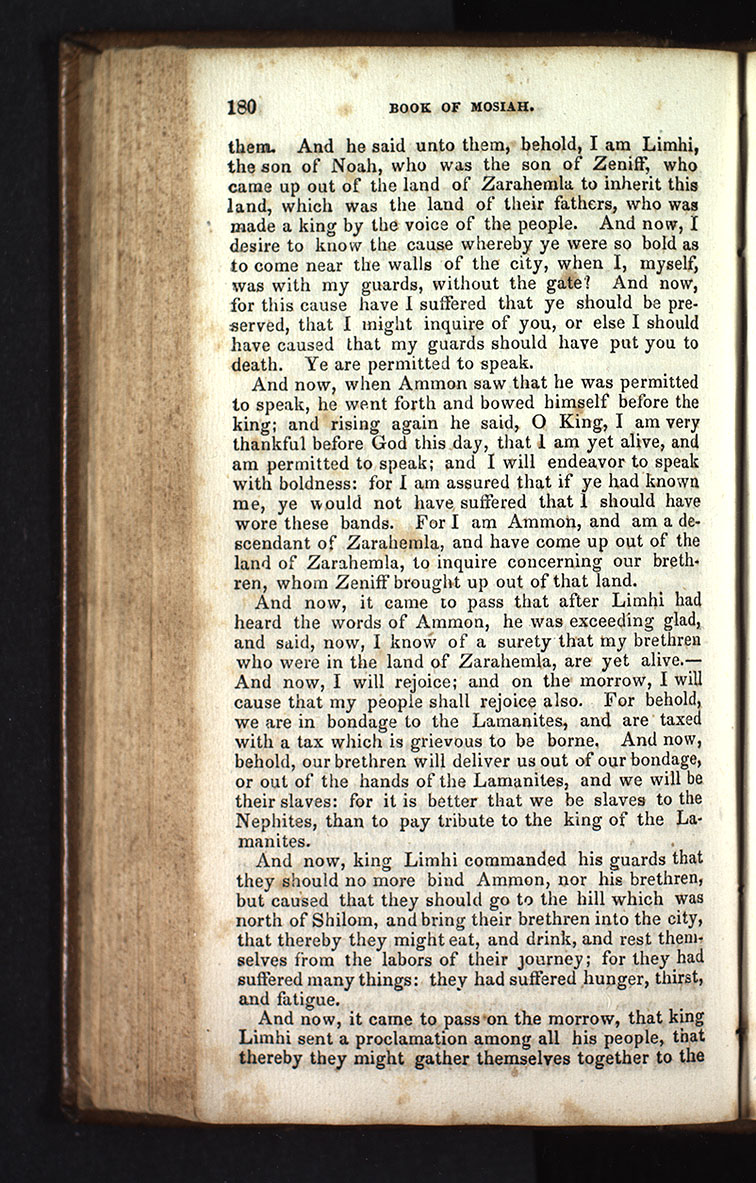 180 BOOK OF MOSIAH.
them. And he said unto them, behold, I am Limhi,
the son of Noah, who was the son of Zeniff, who
came up out of the land of Zarahemla to inherit this
land, which was the land of their fathers, who was
made a king by the voice of the people. And now, I
desire to know the cause whereby ye were so bold as
to come near the walls of the city, when I, myself,
was with my guards, without the gate? And now,
for this cause have I suffered that ye should be pre-
served, that I might inquire of you, or else I should
have caused that my guards should have put you to
death. Ye are permitted to speak.
And now, when Ammon saw that he was permitted
to speak, he went forth and bowed himself before the
king; and rising again he said, O King, I am very
thankful before God this day, that I am yet alive, and
am permitted to speak; and I will endeavor to speak
with boldness: for I am assured that if ye had known
me, ye would not have suffered that I should have
wore these bands. For I am Ammon, and am a de-
scendant of Zarahemla, and have come up out of the
land of Zarahemla, to inquire concerning our breth-
ren, whom Zeniff brought up out of that land.
And now, it came to pass that after Limhi had
heard the words of Ammon, he was exceeding glad,
and said, now, I know of a surety that my brethren
who were in the land of Zarahemla, are yet alive.—
And now, I will rejoice; and on the morrow, I will
cause that my people shall rejoice also. For behold,
we are in bondage to the Lamanites, and are taxed
with a tax which is grievous to be borne. And now,
behold, our brethren will deliver us out of our bondage,
or out of the hands of the Lamanites, and we will be
their slaves: for it is better that we be slaves to the
Nephites, than to pay tribute to the king of the La-
manites.
And now, king Limhi commanded his guards that
they should no more bind Ammon, nor his brethren,
but caused that they should go to the hill which was
north of Shilom, and bring their brethren into the city,
that thereby they might eat, and drink, and rest them-
selves from the labors of their journey; for they had
suffered many things: they had suffered hunger, thirst,
and fatigue.
And now, it came to pass on the morrow, that king
Limhi sent a proclamation among all his people, that
thereby they might gather themselves together to the